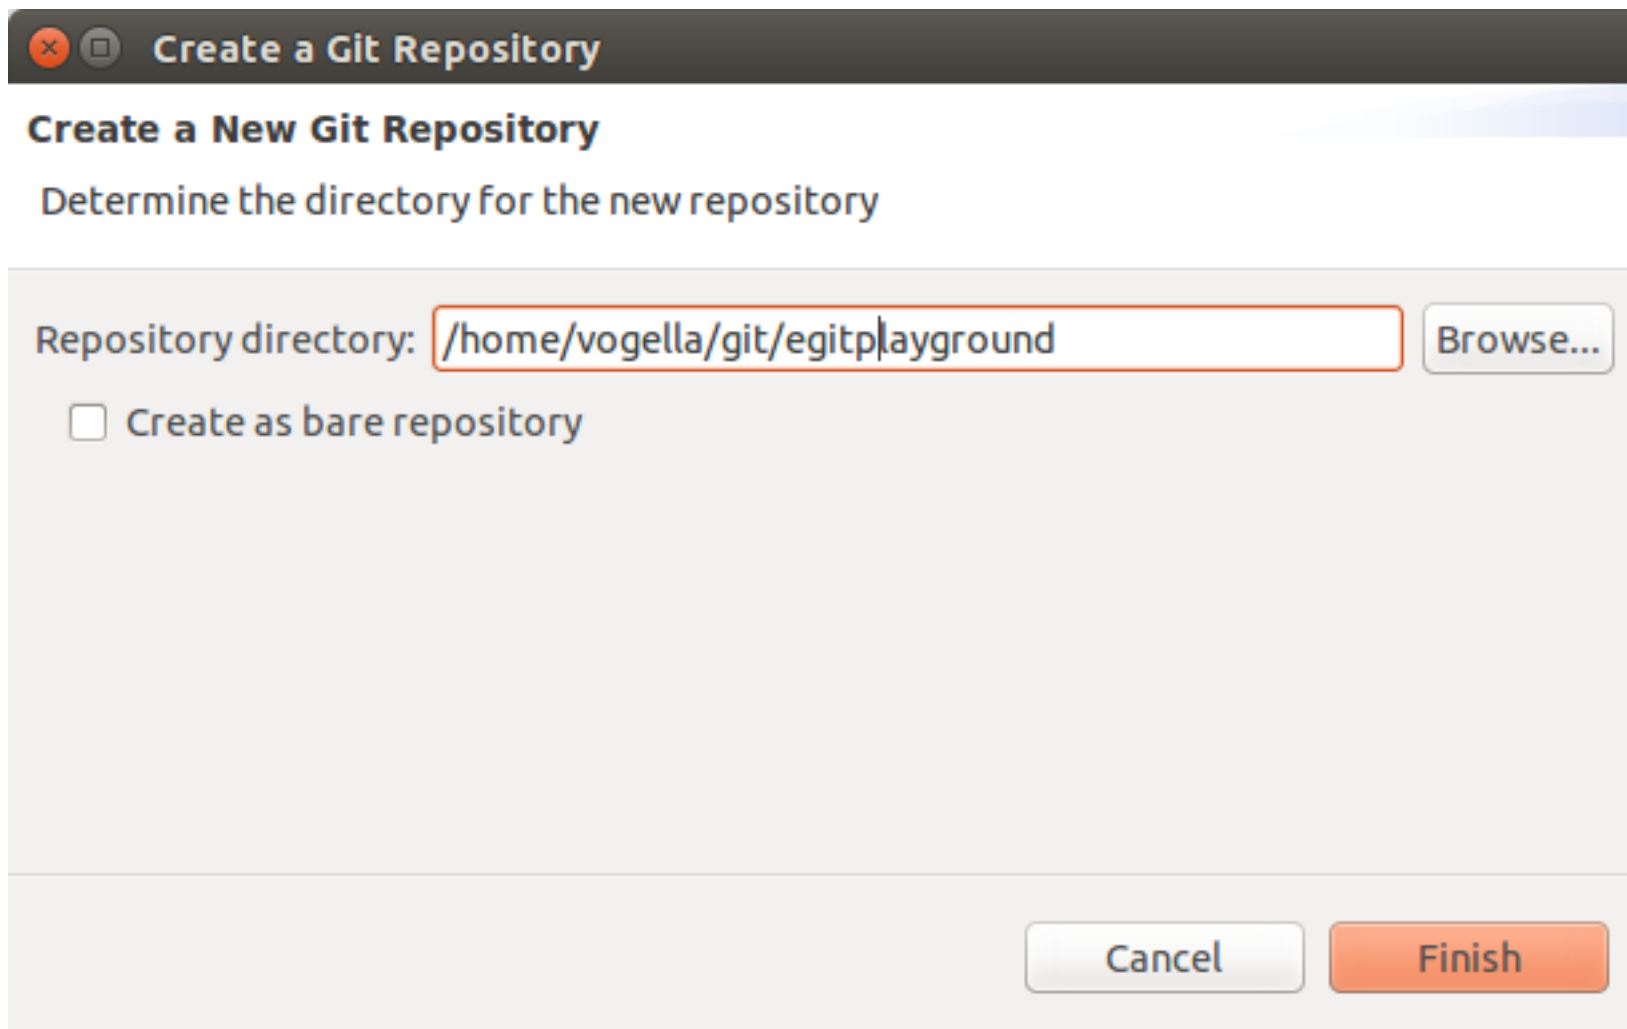 Create a Git Repository
Create a New Git Repository
Determine the directory for the new repository
Repository directory: /home/vogella/git/egitplayground Browse...
Create as bare repository
Cancel Finish